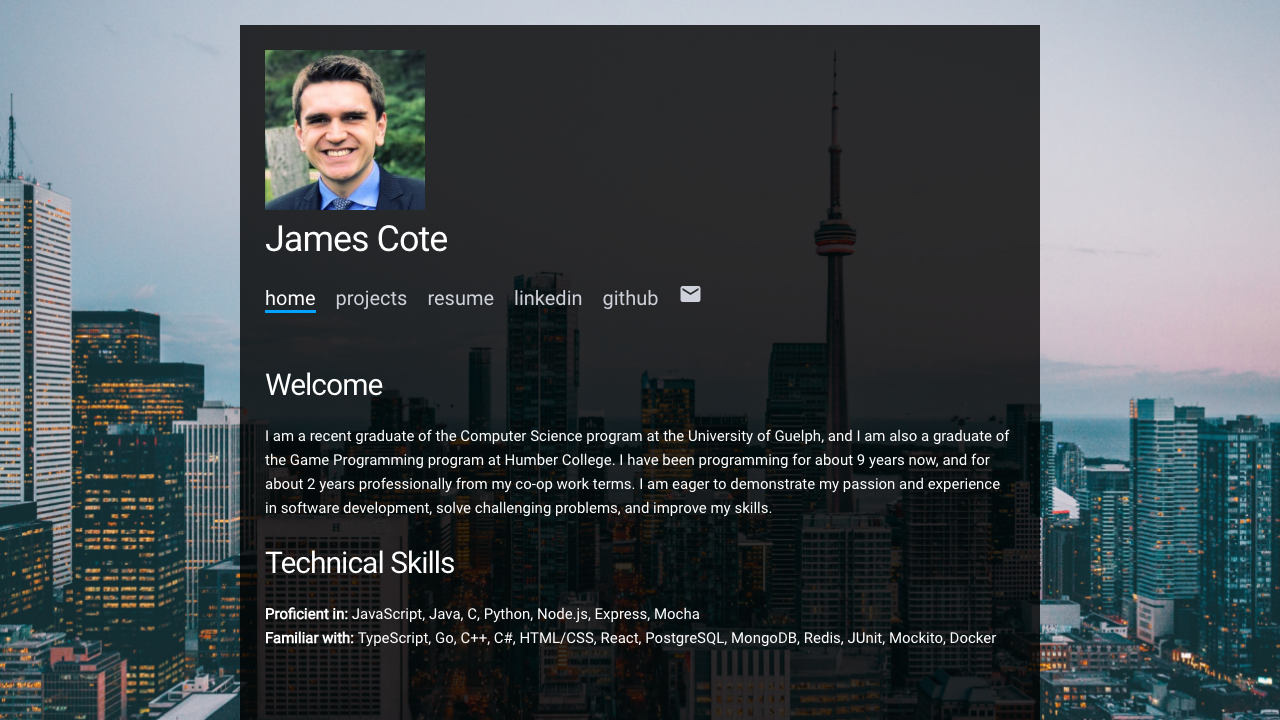 James Cote
home projects resume linkedin github
Welcome
I am a recent graduate of the Computer Science program at the University of Guelph, and I am also a graduate of
the Game Programming program at Humber College. I have been programming for about 9 years now, and for
about 2 years professionally from my co-op work terms. I am eager to demonstrate my passion and experience
in software development, solve challenging problems, and improve my skills.
Technical Skills
Proficient in: JavaScript, Java, C, Python, Node.js, Express, Mocha
Familiar with: TypeScript, Go, C++, C#, HTML/CSS, React, PostgreSQL, MongoDB, Redis, JUnit, Mockito, Docker